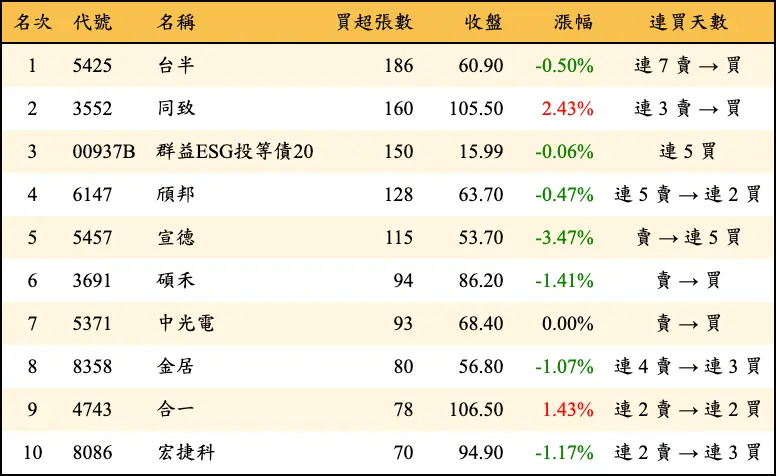 名次 代號 名稱 買超張數 收盤 漲幅 連買天數
1 5425 台半 186 60.90 -0.50% 連 7 賣 → 買
2 3552 同致 160 105.50 2.43% 連 3 賣 → 買
3 00937B 群益ESG投等債20 150 15.99 -0.06% 連 5 買
4 6147 頎邦 128 63.70 -0.47% 連 5 賣 → 連 2 買
5 5457 宣德 115 53.70 -3.47% 賣 → 連 5 買
6 3691 碩禾 94 86.20 -1.41% 賣 → 買
7 5371 中光電 93 68.40 0.00% 賣 → 買
8 8358 金居 80 56.80 -1.07% 連 4 賣 → 連 3 買
9 4743 合一 78 106.50 1.43% 連 2 賣 → 連 2 買
10 8086 宏捷科 70 94.90 -1.17% 連 2 賣 → 連 3 買